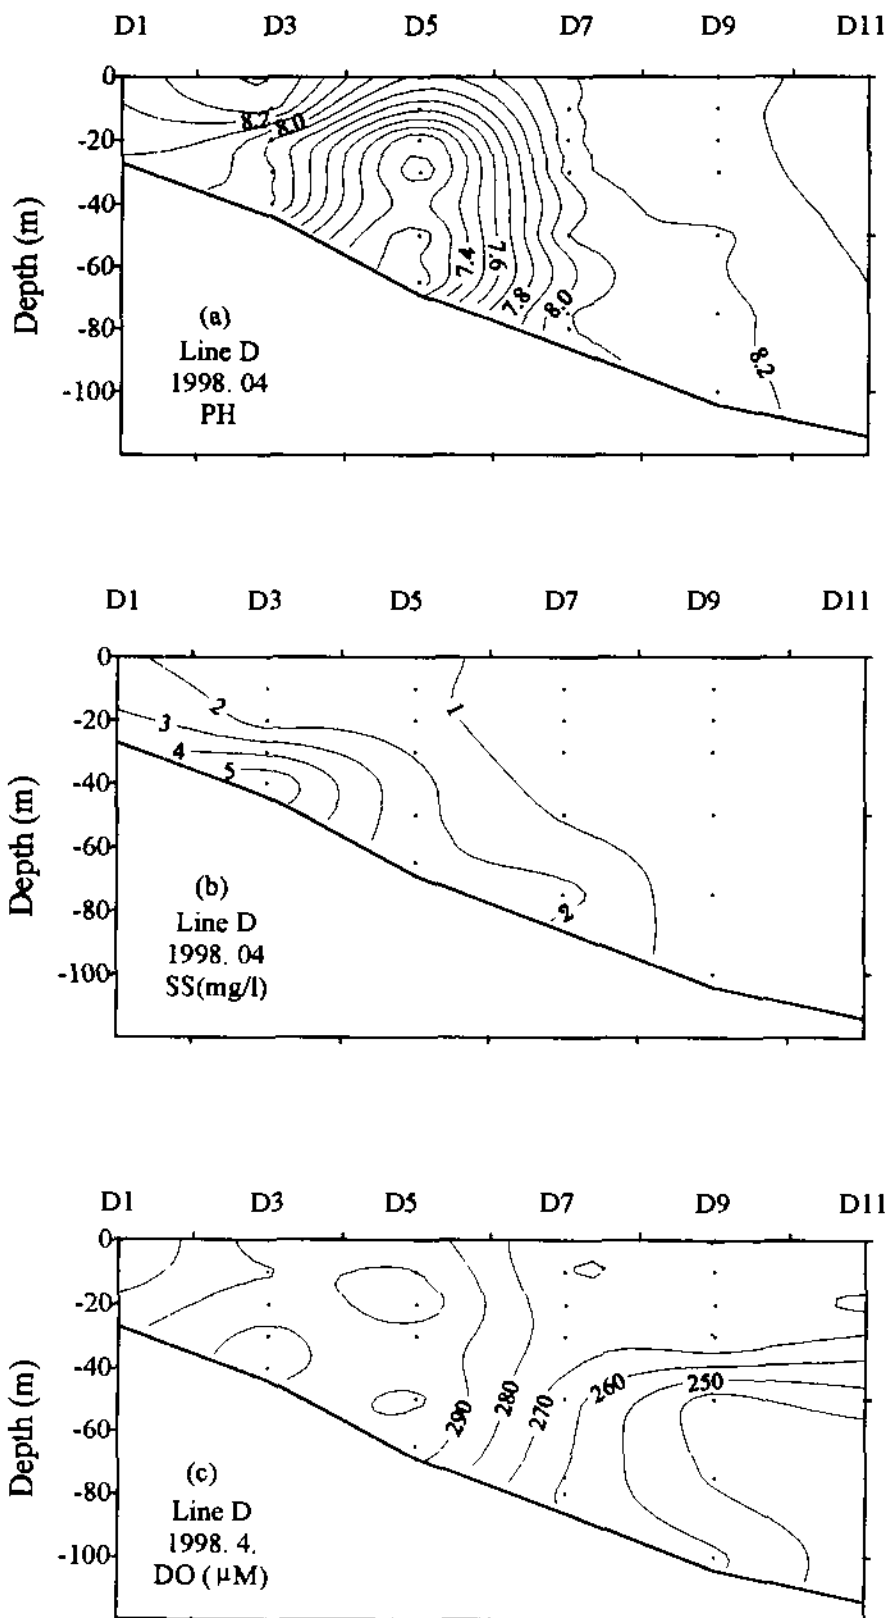 D1 D3 D5 D7 D9 D11
0
-20
-40
-60
-80
-100
Depth (m)
8.2 8.0
7.4 7.6 7.8 8.0 8.2
(a)
Line D
1998. 04
PH
D1 D3 D5 D7 D9 D11
0
-20
-40
-60
-80
-100
Depth (m)
2 1
3
4
5
2
(b)
Line D
1998. 04
SS(mg/l)
D1 D3 D5 D7 D9 D11
0
-20
-40
-60
-80
-100
Depth (m)
290 280 270 260 250
(c)
Line D
1998. 4.
DO (μM)